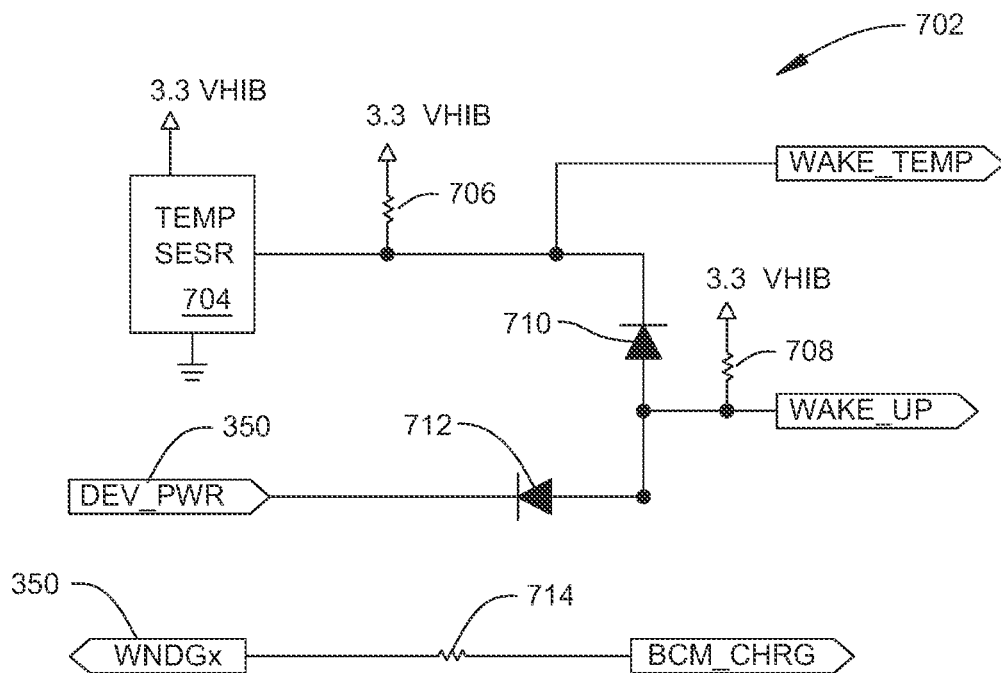 702
3.3 VHIB
3.3 VHIB
WAKE_TEMP
706
TEMP
SESR
704
3.3 VHIB
710
708
WAKE_UP
350
712
DEV_PWR
350
714
WNDGx
BCM_CHRG